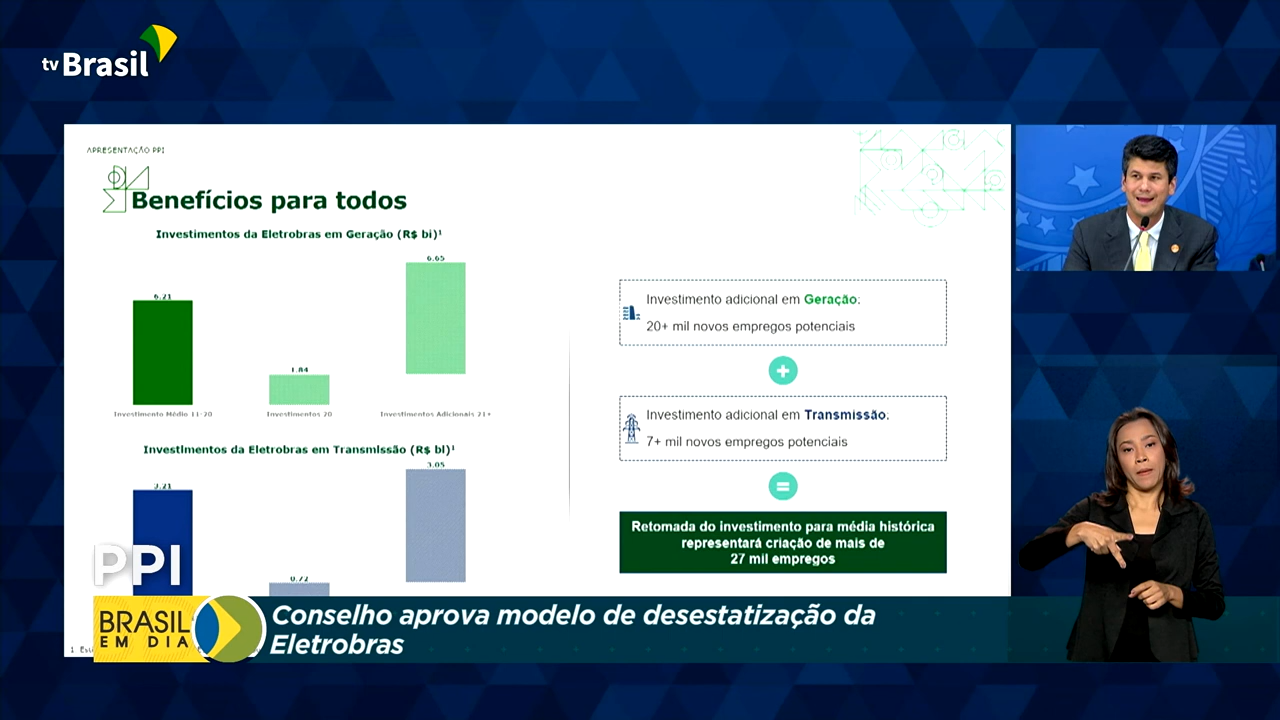 tv Brasil
APRESENTAÇÃO PPI
Benefícios para todos
Investimentos da Eletrobras em Geração (R$ bi)¹
6.21
1.84
6.65
Investimento Médio 11-20
Investimentos 20
Investimentos Adicionais 21+
Investimentos da Eletrobras em Transmissão (R$ bi)¹
3.21
0.72
3.05
Investimento adicional em Geração:
20+ mil novos empregos potenciais
+
Investimento adicional em Transmissão:
7+ mil novos empregos potenciais
=
Retomada do investimento para média histórica
representará criação de mais de
27 mil empregos
PPI
BRASIL
EM DIA
Conselho aprova modelo de desestatização da
Eletrobras